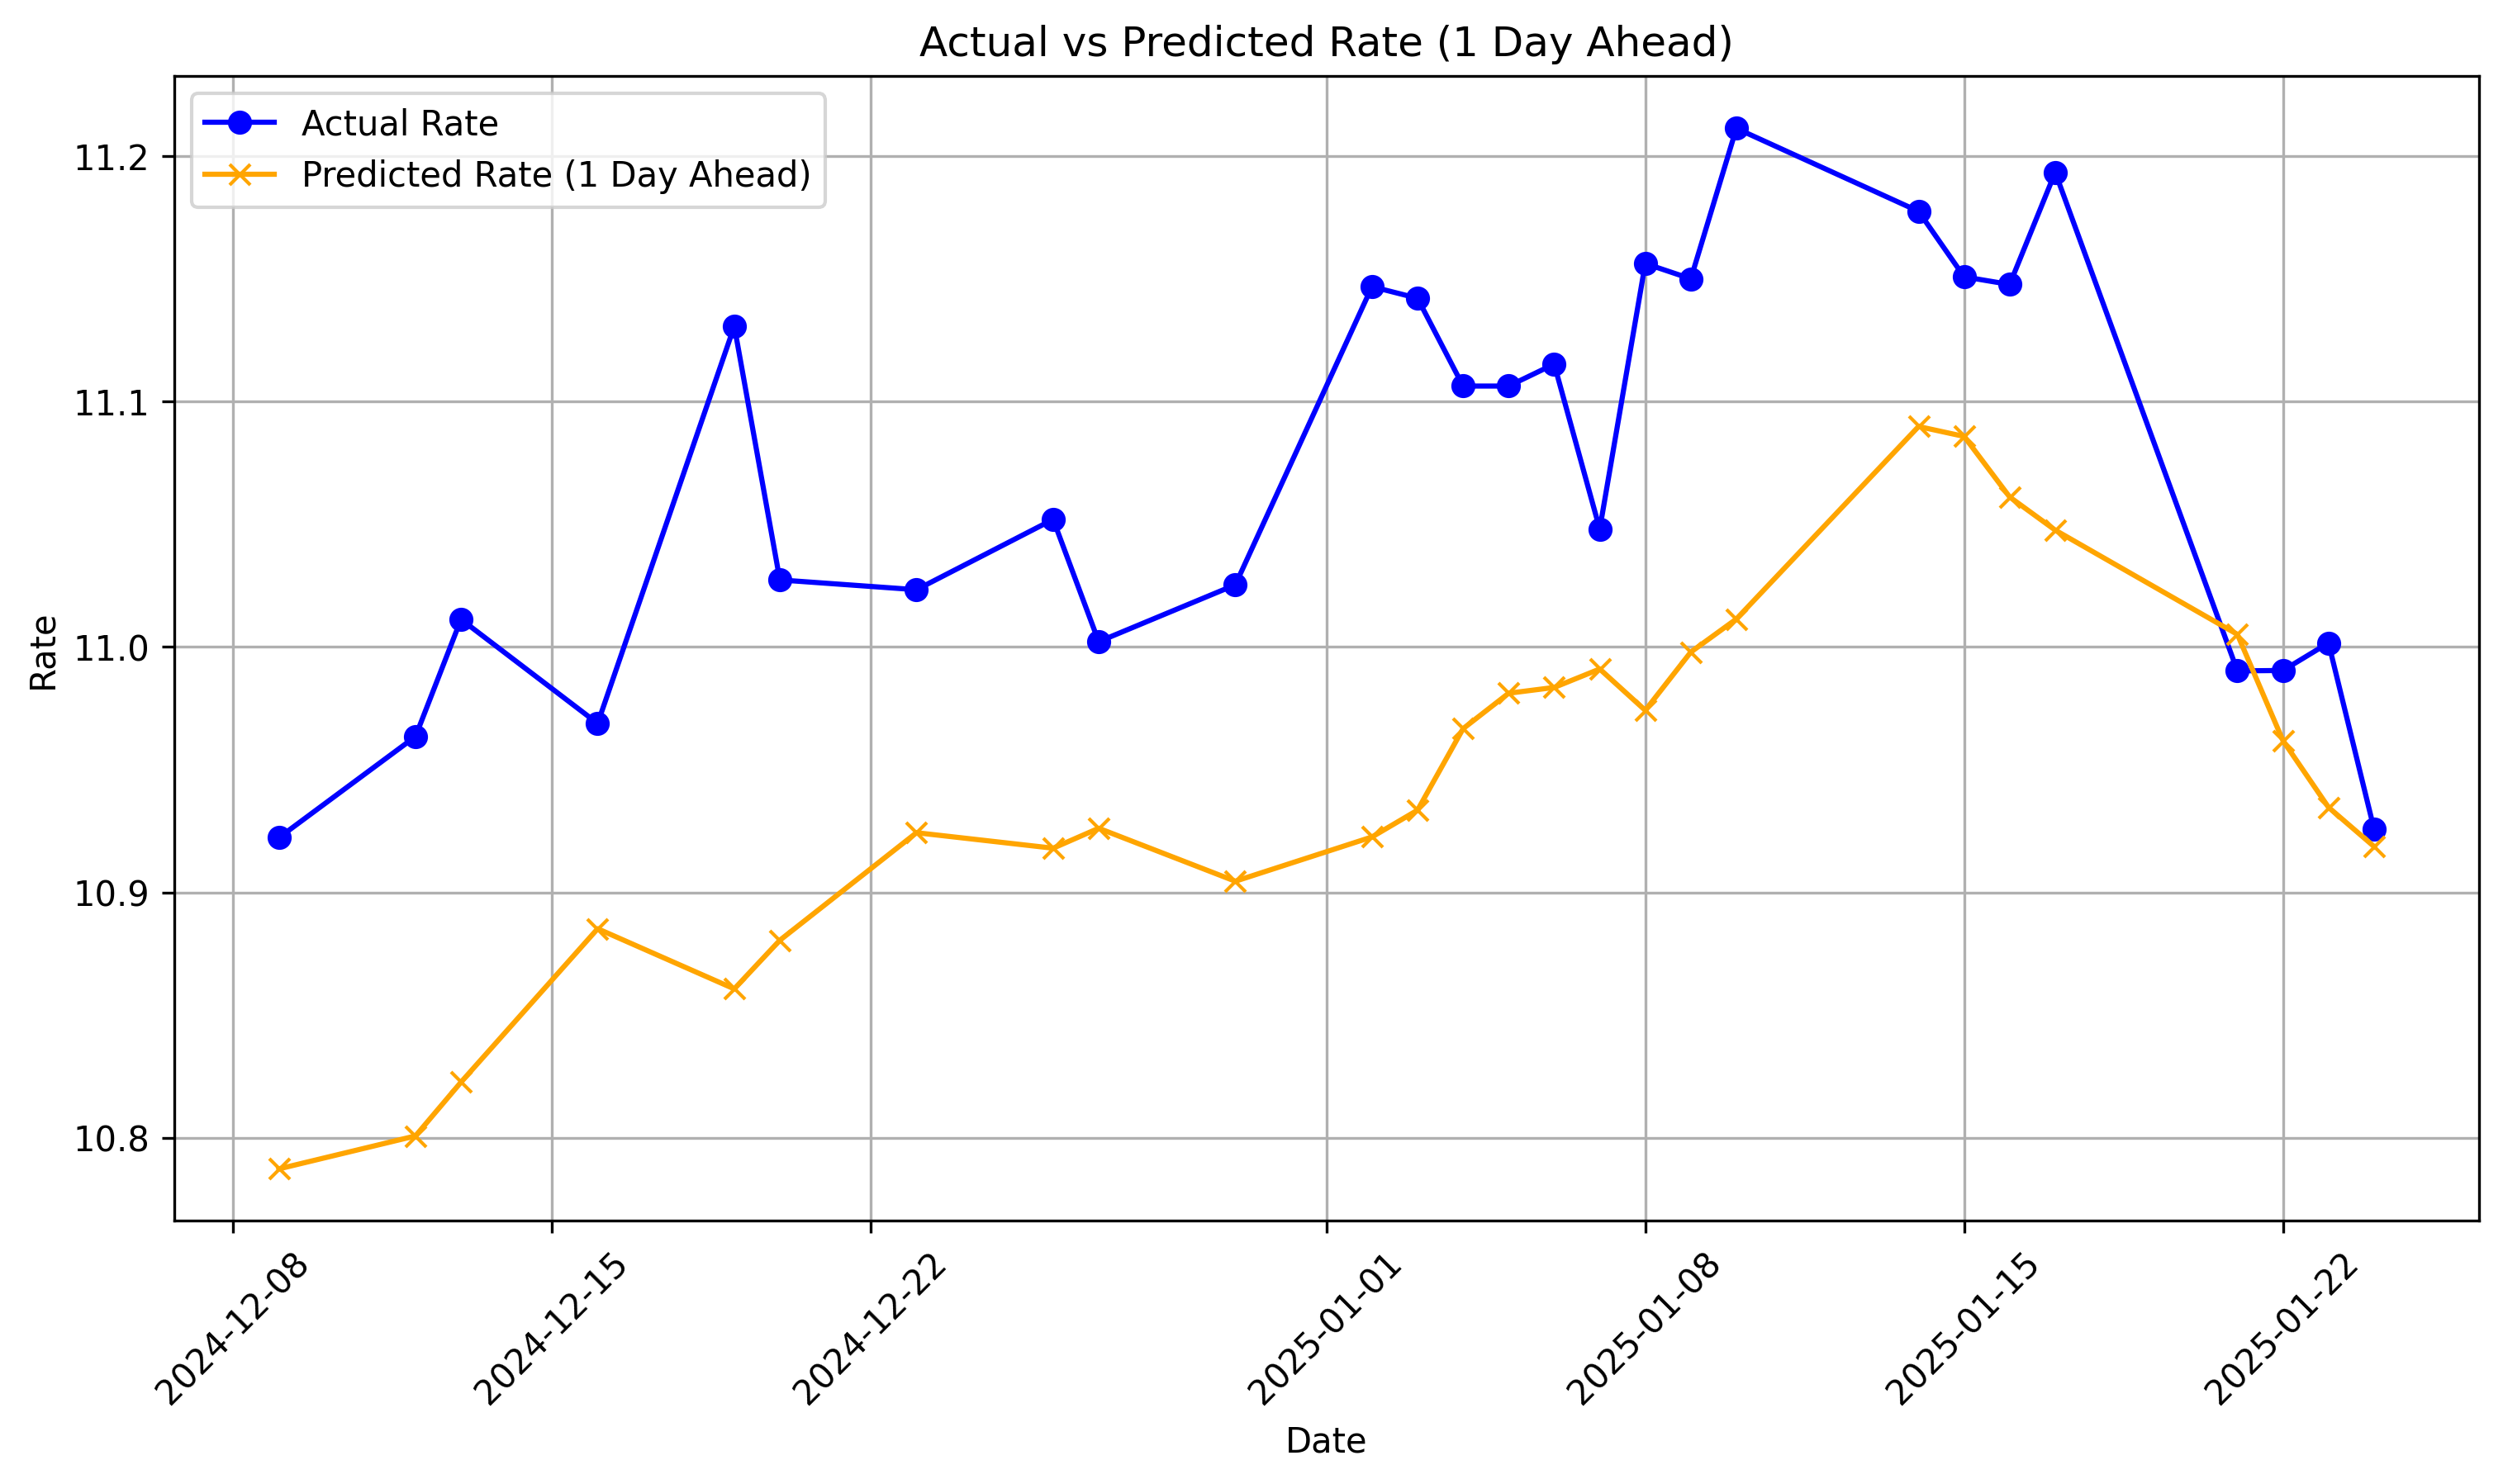 Actual vs Predicted Rate (1 Day Ahead)
Actual Rate
Predicted Rate (1 Day Ahead)
Rate
11.2
11.1
11.0
10.9
10.8
2024-12-08
2024-12-15
2024-12-22
2025-01-01
2025-01-08
2025-01-15
2025-01-22
Date